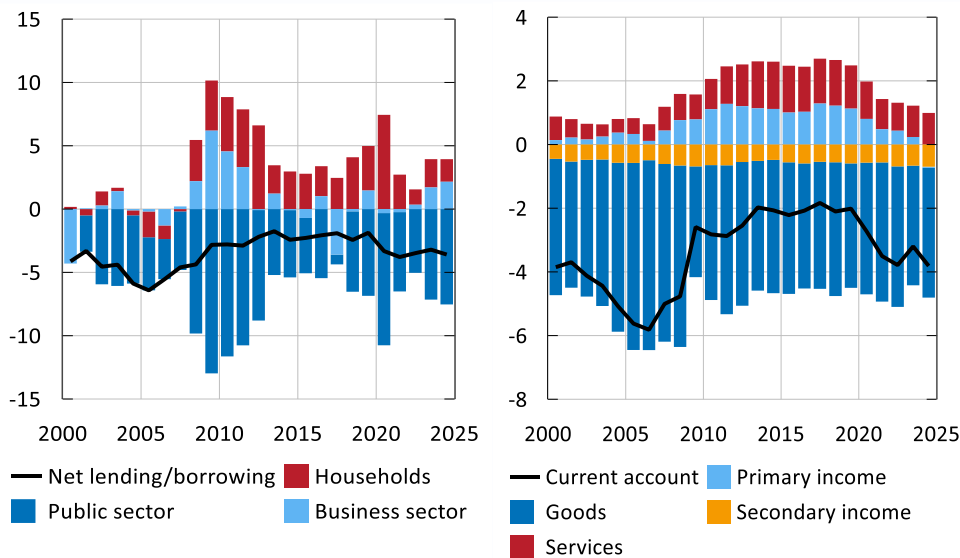 15
10
5
0
-5
-10
-15
2000 2005 2010 2015 2020 2025
Net lending/borrowing Households
Public sector Business sector
4
2
0
-2
-4
-6
-8
2000 2005 2010 2015 2020 2025
Current account Primary income
Goods Secondary income
Services